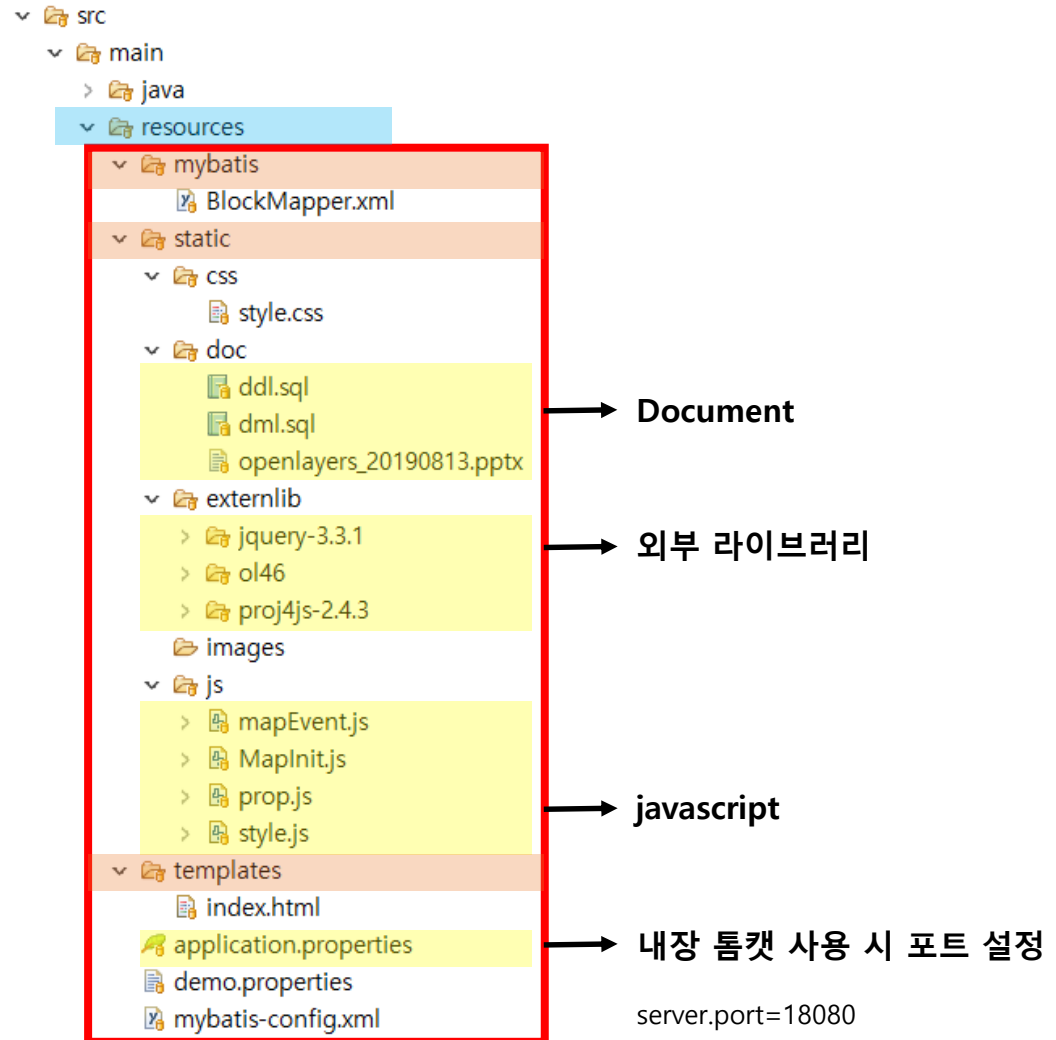 src
main
java
resources
mybatis
BlockMapper.xml
static
css
style.css
doc
ddl.sql
dml.sql
openlayers_20190813.pptx
Document
externlib
jquery-3.3.1
ol46
proj4js-2.4.3
외부 라이브러리
images
js
mapEvent.js
MapInit.js
prop.js
style.js
javascript
templates
index.html
application.properties
내장 톰캣 사용 시 포트 설정
demo.properties
mybatis-config.xml
server.port=18080